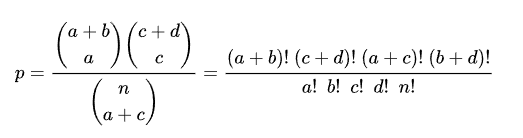 p = \frac{\binom{a+b}{a}\binom{c+d}{c}}{\binom{n}{a+c}} = \frac{(a+b)!\ (c+d)!\ (a+c)!\ (b+d)!}{a!\ b!\ c!\ d!\ n!}